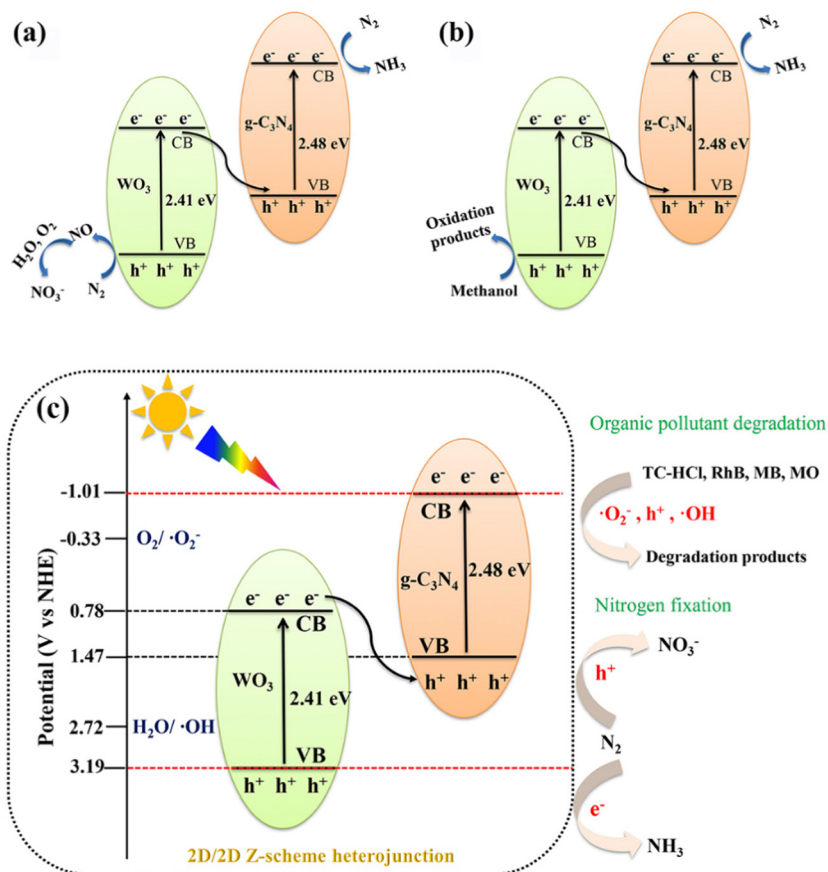 (a)
N₂
e⁻ e⁻ e⁻
CB
NH₃
g-C₃N₄
2.48 eV
e⁻ e⁻ e⁻
CB
WO₃
2.41 eV
VB
h⁺ h⁺ h⁺
H₂O, O₂
NO
VB
h⁺ h⁺ h⁺
NO₃⁻
N₂
(b)
N₂
e⁻ e⁻ e⁻
CB
NH₃
g-C₃N₄
2.48 eV
e⁻ e⁻ e⁻
CB
WO₃
2.41 eV
VB
h⁺ h⁺ h⁺
Oxidation
products
VB
h⁺ h⁺ h⁺
Methanol
(c)
Potential (V vs NHE)
-1.01
-0.33
0.78
1.47
2.72
3.19
O₂/ ·O₂⁻
H₂O/ ·OH
e⁻ e⁻ e⁻
CB
g-C₃N₄
2.48 eV
VB
h⁺ h⁺ h⁺
e⁻ e⁻ e⁻
CB
WO₃
2.41 eV
VB
h⁺ h⁺ h⁺
2D/2D Z-scheme heterojunction
Organic pollutant degradation
TC-HCl, RhB, MB, MO
·O₂⁻ , h⁺ , ·OH
Degradation products
Nitrogen fixation
NO₃⁻
h⁺
N₂
e⁻
NH₃